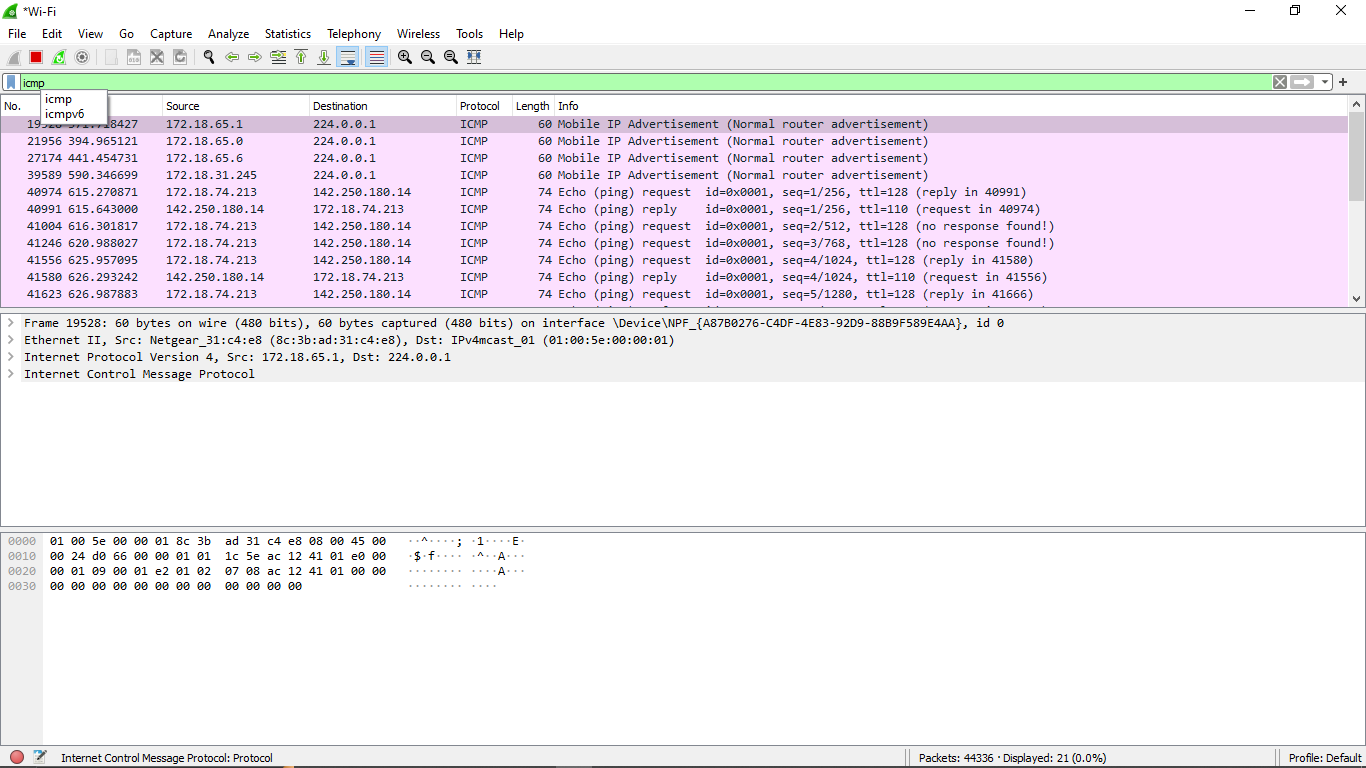 *Wi-Fi
File Edit View Go Capture Analyze Statistics Telephony Wireless Tools Help
icmp
icmp
icmpv6
No. Source Destination Protocol Length Info
172.18.65.1 224.0.0.1 ICMP 60 Mobile IP Advertisement (Normal router advertisement)
21956 394.965121 172.18.65.0 224.0.0.1 ICMP 60 Mobile IP Advertisement (Normal router advertisement)
27174 441.454731 172.18.65.6 224.0.0.1 ICMP 60 Mobile IP Advertisement (Normal router advertisement)
39589 590.346699 172.18.31.245 224.0.0.1 ICMP 60 Mobile IP Advertisement (Normal router advertisement)
40974 615.270871 172.18.74.213 142.250.180.14 ICMP 74 Echo (ping) request id=0x0001, seq=1/256, ttl=128 (reply in 40991)
40991 615.643000 142.250.180.14 172.18.74.213 ICMP 74 Echo (ping) reply id=0x0001, seq=1/256, ttl=110 (request in 40974)
41004 616.301817 172.18.74.213 142.250.180.14 ICMP 74 Echo (ping) request id=0x0001, seq=2/512, ttl=128 (no response found!)
41246 620.988027 172.18.74.213 142.250.180.14 ICMP 74 Echo (ping) request id=0x0001, seq=3/768, ttl=128 (no response found!)
41556 625.957095 172.18.74.213 142.250.180.14 ICMP 74 Echo (ping) request id=0x0001, seq=4/1024, ttl=128 (reply in 41580)
41580 626.293242 142.250.180.14 172.18.74.213 ICMP 74 Echo (ping) reply id=0x0001, seq=4/1024, ttl=110 (request in 41556)
41623 626.987883 172.18.74.213 142.250.180.14 ICMP 74 Echo (ping) request id=0x0001, seq=5/1280, ttl=128 (reply in 41666)
Frame 19528: 60 bytes on wire (480 bits), 60 bytes captured (480 bits) on interface \Device\NPF_{A87B0276-C4DF-4E83-92D9-88B9F589E4AA}, id 0
Ethernet II, Src: Netgear_31:c4:e8 (8c:3b:ad:31:c4:e8), Dst: IPv4mcast_01 (01:00:5e:00:00:01)
Internet Protocol Version 4, Src: 172.18.65.1, Dst: 224.0.0.1
Internet Control Message Protocol
0000 01 00 5e 00 00 01 8c 3b ad 31 c4 e8 08 00 45 00 ··^····; ·1····E·
0010 00 24 d0 66 00 00 01 01 1c 5e ac 12 41 01 e0 00 ·$·f···· ·^··A···
0020 00 01 09 00 01 e2 01 02 07 08 ac 12 41 01 00 00 ········ ····A···
0030 00 00 00 00 00 00 00 00 00 00 00 00 ········ ····
Internet Control Message Protocol: Protocol
Packets: 44336 · Displayed: 21 (0.0%)
Profile: Default